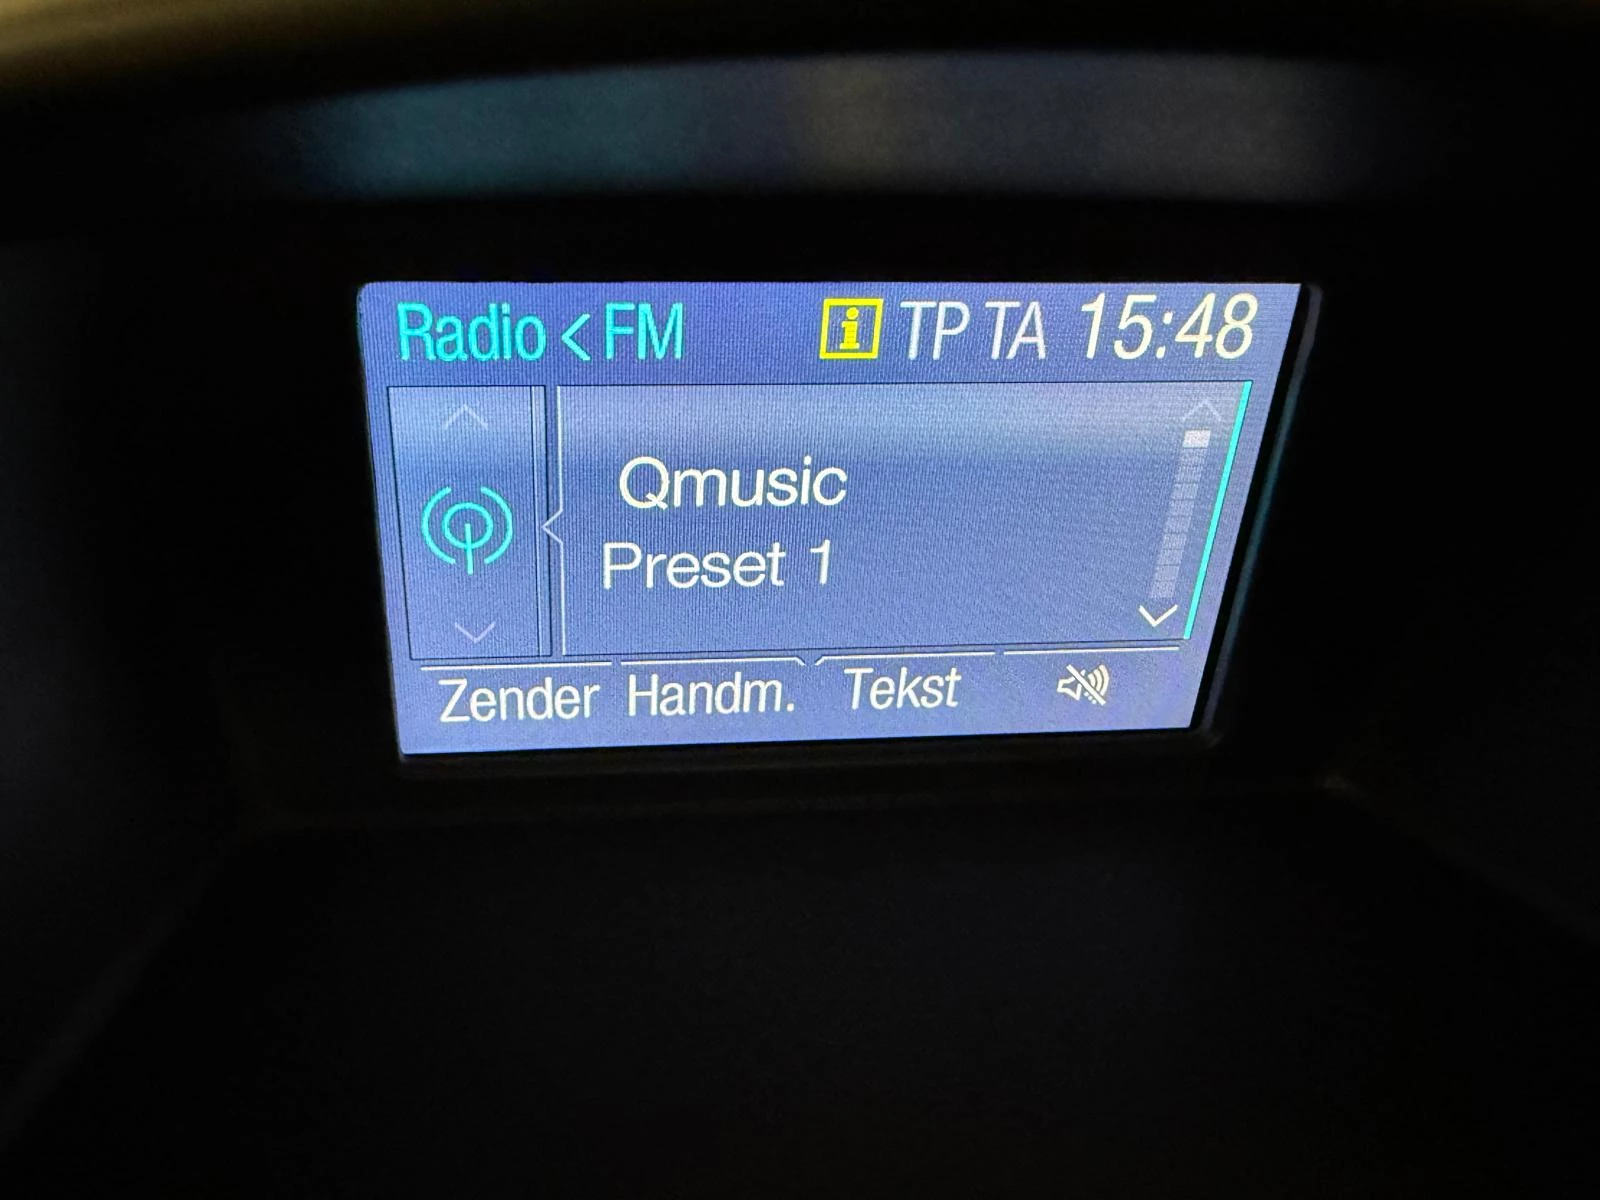 Radio < FM i TP TA 15:48
Qmusic
Preset 1
Zender Handm. Tekst